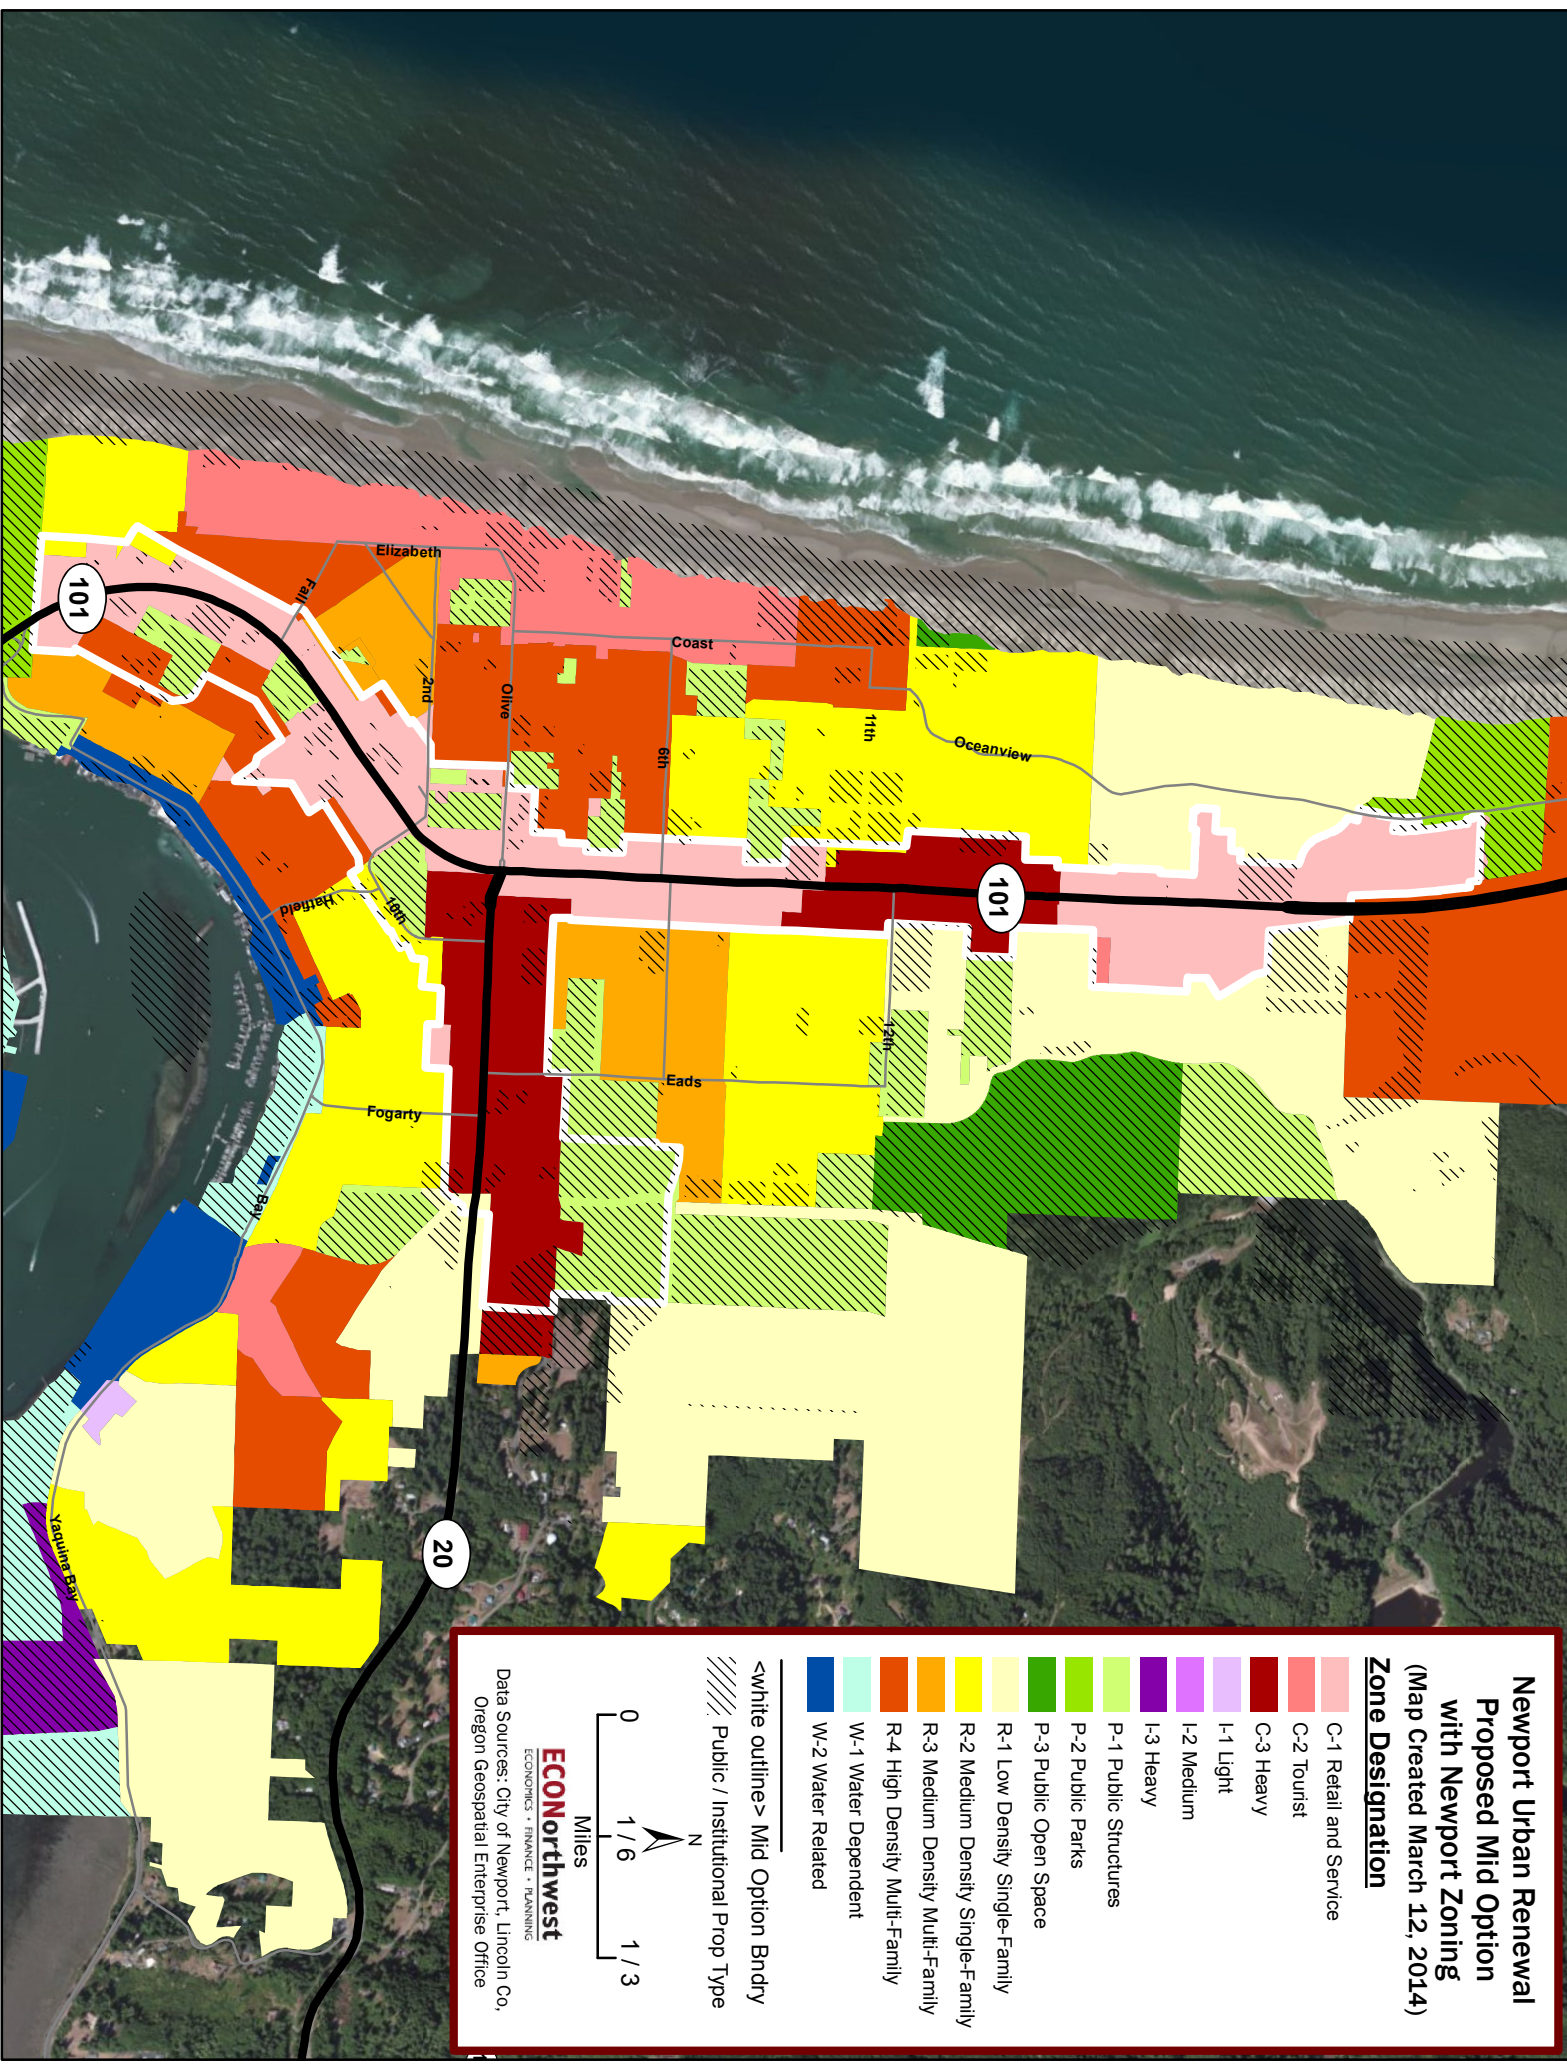 Newport Urban Renewal
Proposed Mid Option
with Newport Zoning
(Map Created March 12, 2014)
Zone Designation
C-1 Retail and Service
C-2 Tourist
C-3 Heavy
I-1 Light
I-2 Medium
I-3 Heavy
P-1 Public Structures
P-2 Public Parks
P-3 Public Open Space
R-1 Low Density Single-Family
R-2 Medium Density Single-Family
R-3 Medium Density Multi-Family
R-4 High Density Multi-Family
W-1 Water Dependent
W-2 Water Related
<white outline> Mid Option Bndry
Public / Institutional Prop Type
N
0 1/6 1/3
Miles
ECONorthwest
ECONOMICS • FINANCE • PLANNING
Data Sources: City of Newport, Lincoln Co,
Oregon Geospatial Enterprise Office
Oceanview
11th
101
12th
Coast
6th
Eads
Olive
2nd
Elizabeth
Fall
10th
Hatfield
Fogarty
Bay
20
101
Yaquina Bay